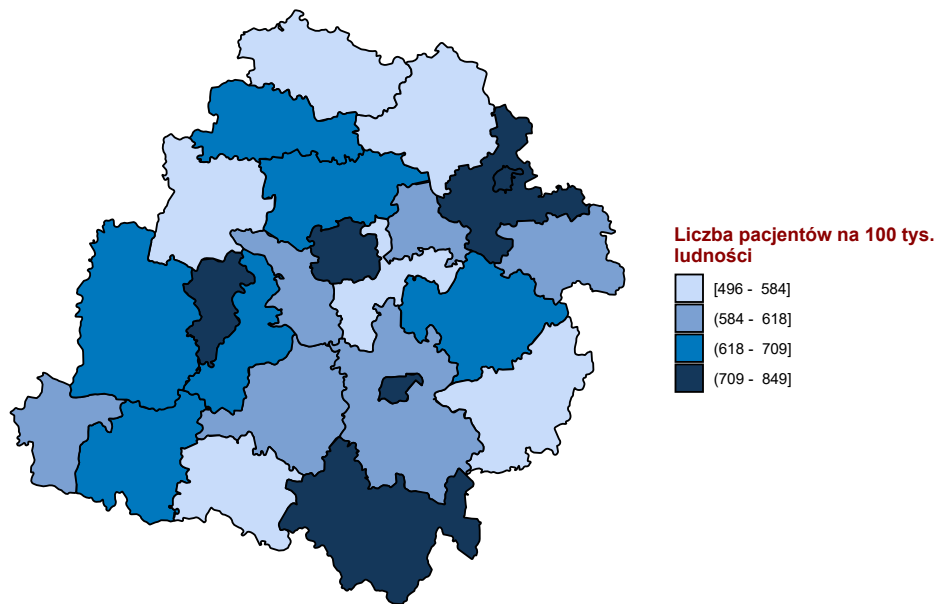 Liczba pacjentów na 100 tys.
ludności
[496 - 584]
(584 - 618]
(618 - 709]
(709 - 849]